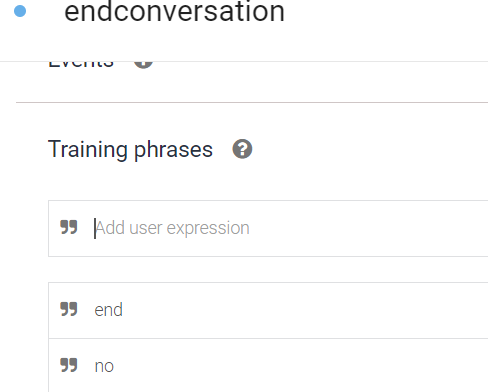 endconversation
Events
Training phrases
Add user expression
end
no